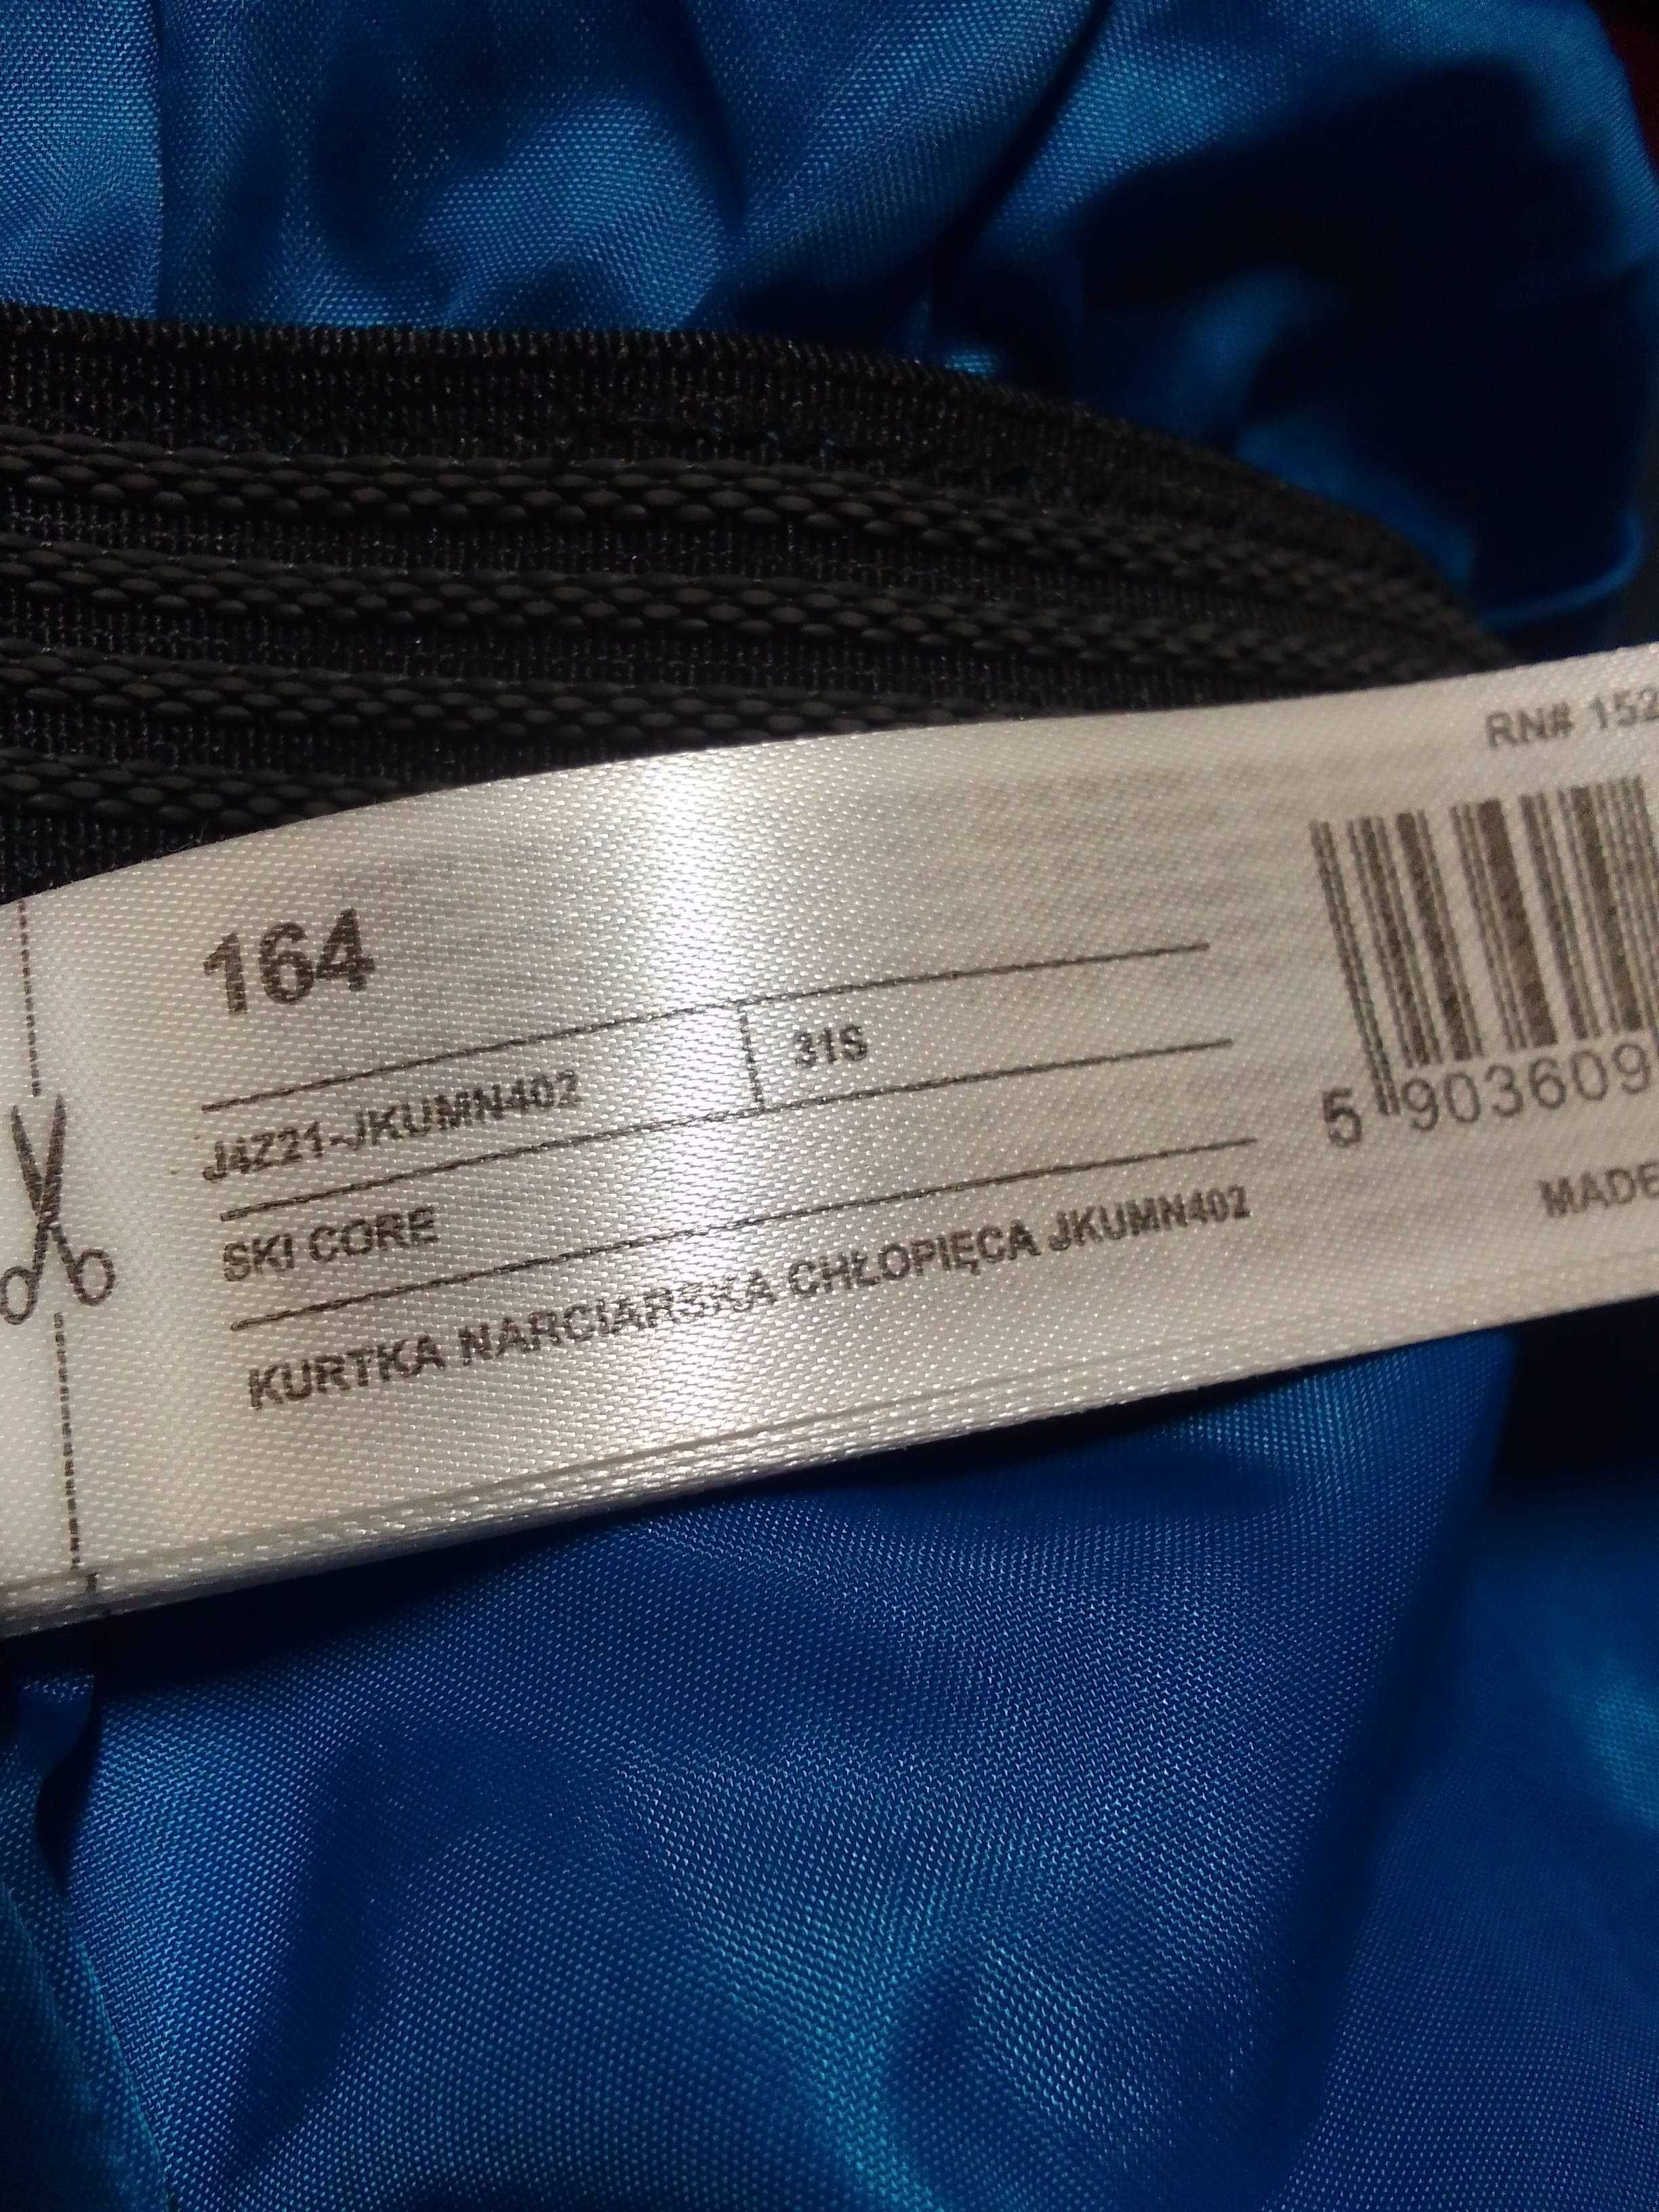 RN# 152
164
J4Z21-JKUMN402 31S
SKI CORE
KURTKA NARCIARSKA CHŁOPIĘCA JKUMN402
5 903609
MADE